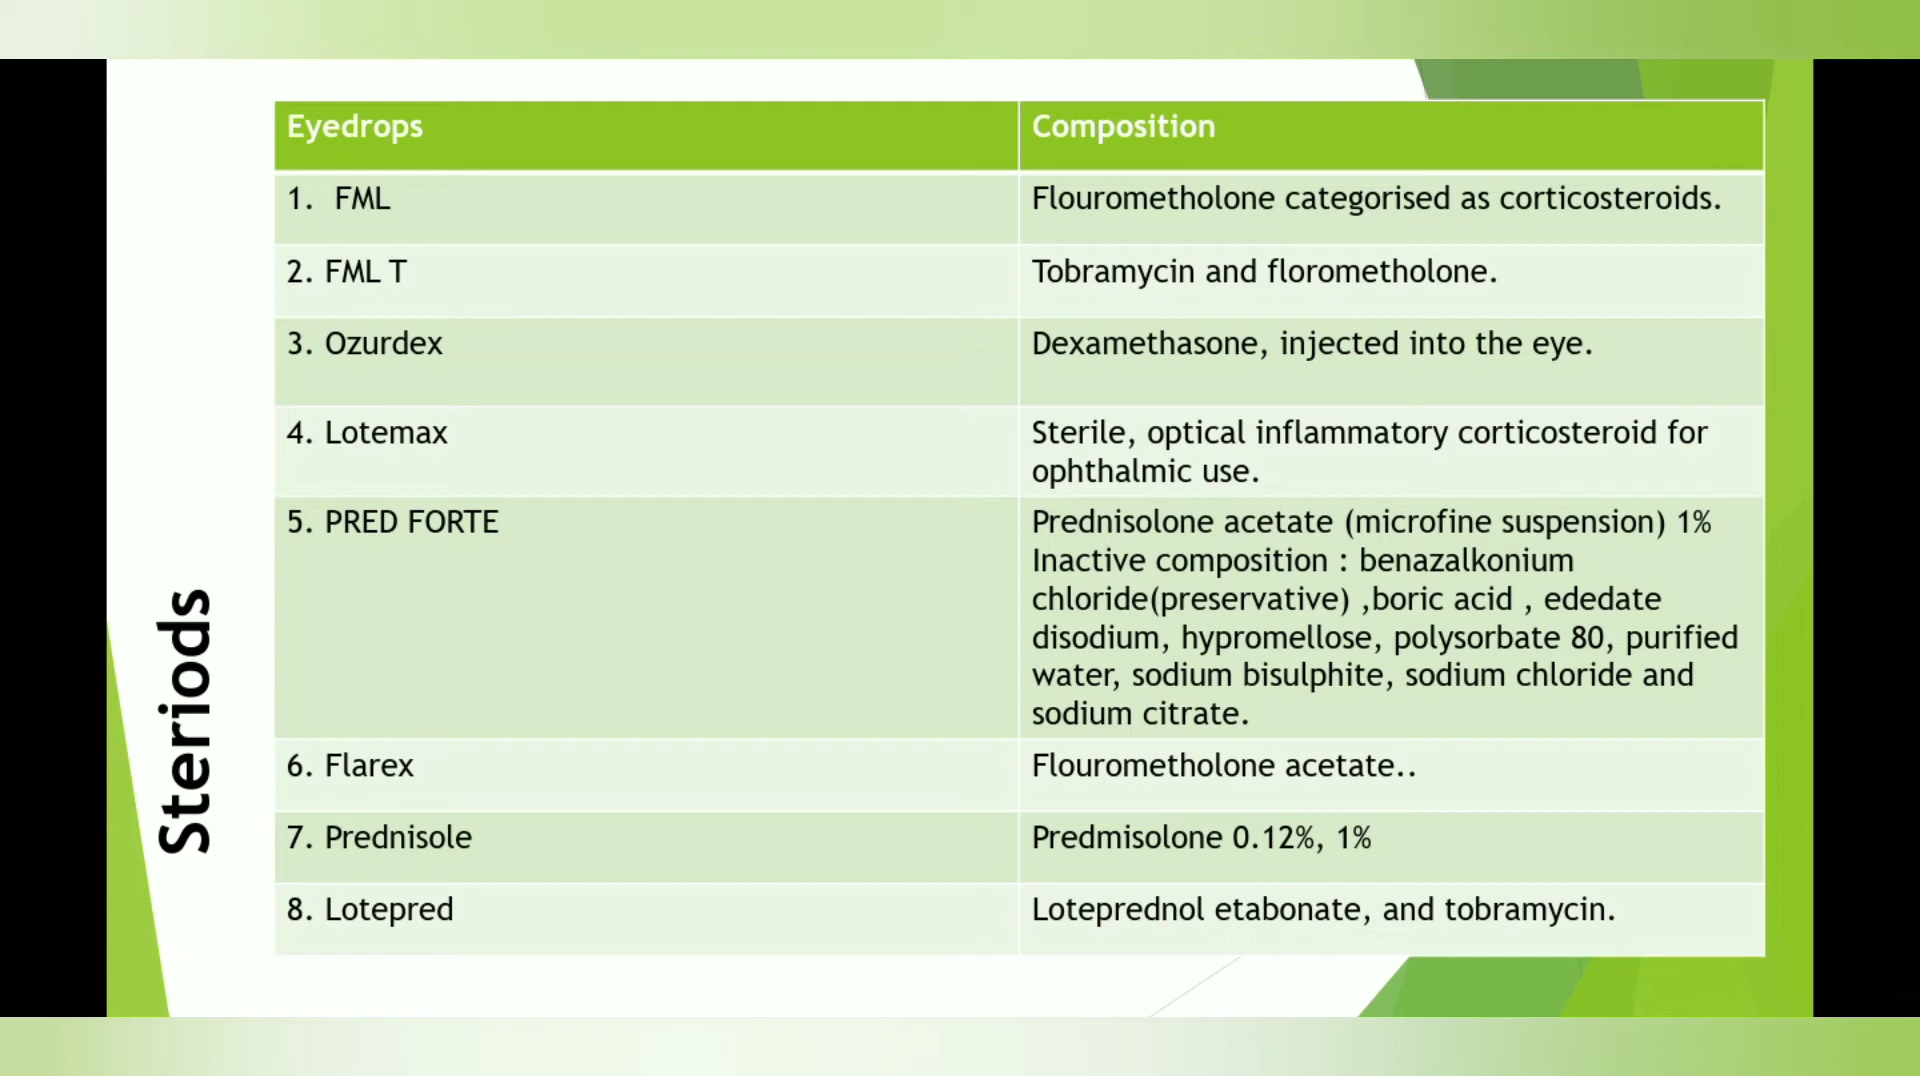 Steriods
Eyedrops
Composition
1. FML
Flourometholone categorised as corticosteroids.
2. FML T
Tobramycin and florometholone.
3. Ozurdex
Dexamethasone, injected into the eye.
4. Lotemax
Sterile, optical inflammatory corticosteroid for
ophthalmic use.
5. PRED FORTE
Prednisolone acetate (microfine suspension) 1%
Inactive composition : benazalkonium
chloride(preservative) ,boric acid , ededate
disodium, hypromellose, polysorbate 80, purified
water, sodium bisulphite, sodium chloride and
sodium citrate.
6. Flarex
Flourometholone acetate..
7. Prednisole
Predmisolone 0.12%, 1%
8. Lotepred
Loteprednol etabonate, and tobramycin.